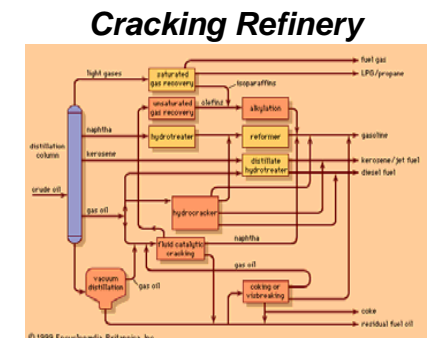 Cracking Refinery
fuel gas
light gases
saturated
gas recovery
LPG/propane
isoparaffins
unsaturated
gas recovery
olefins
alkylation
naphtha
hydrotreater
reformer
gasoline
distillation
column
kerosene
distillate
hydrotreater
kerosene/jet fuel
diesel fuel
crude oil
gas oil
hydrocracker
fluid catalytic
cracking
naphtha
gas oil
vacuum
distillation
gas oil
coking or
visbreaking
coke
residual fuel oil
© 1999 Encyclopædia Britannica, Inc.